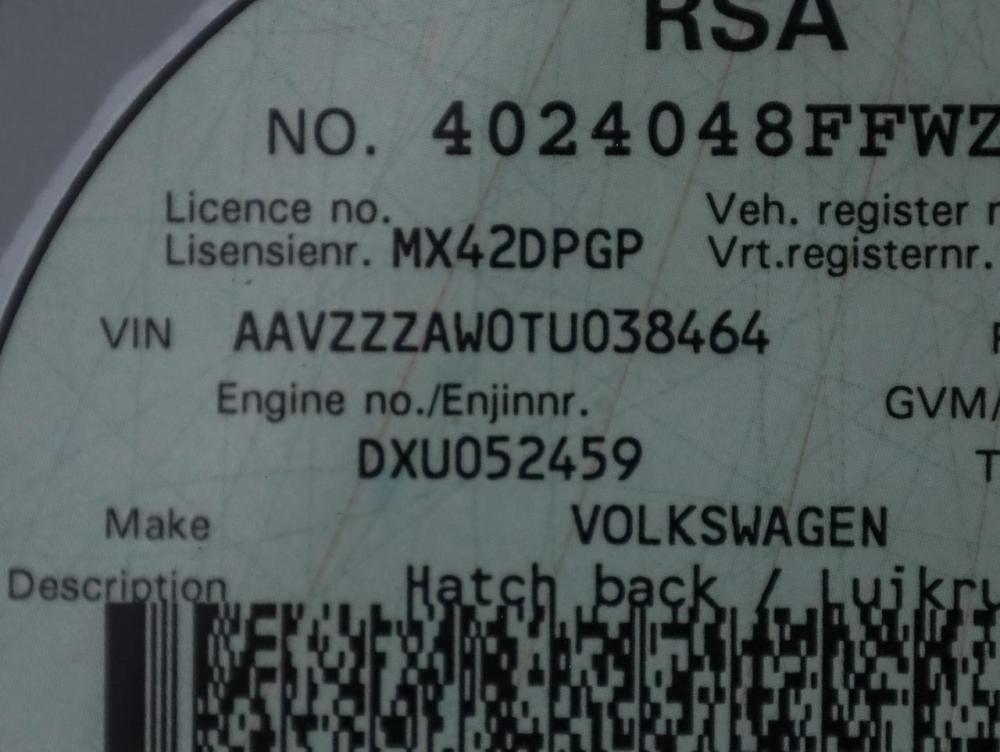 RSA
NO. 4024048FFWZ
Licence no.
Veh. register
Lisensienr. MX42DPGP
Vrt.registernr.
VIN AAVZZZAW0TU038464
Engine no./Enjinnr.
GVM/
DXU052459
Make VOLKSWAGEN
Description Hatch back / Luikru